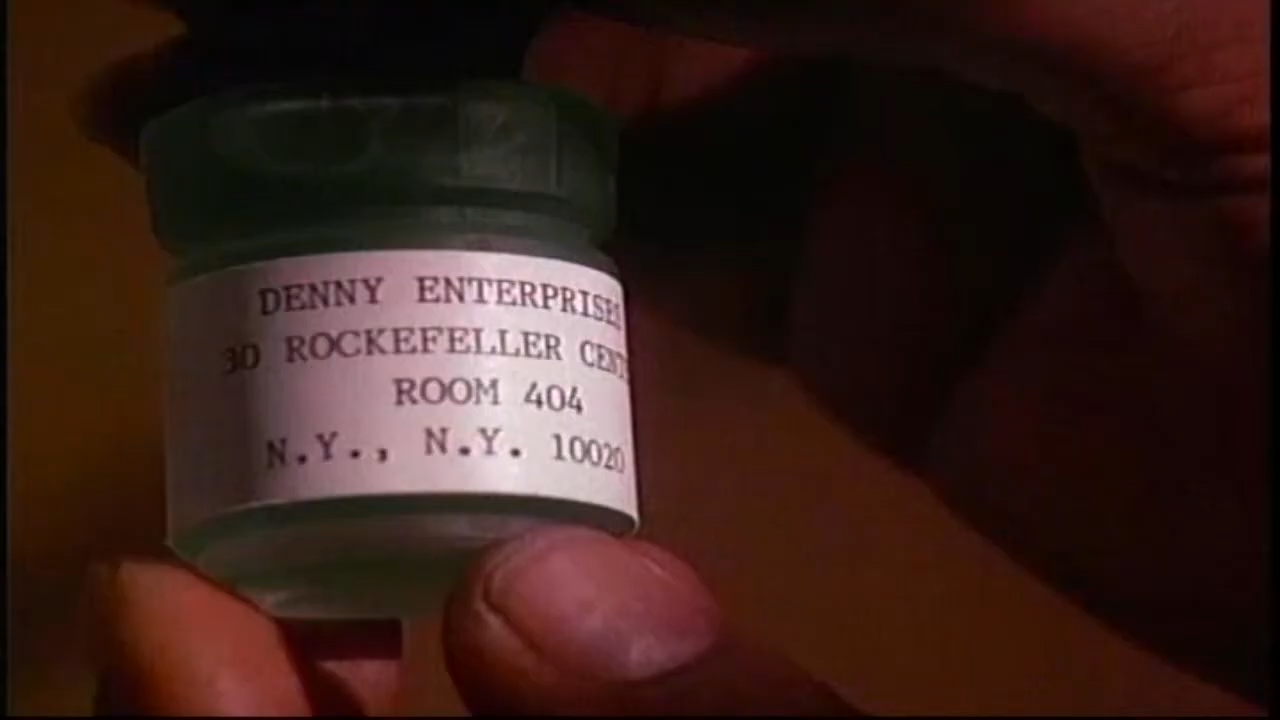 DENNY ENTERPRISES
30 ROCKEFELLER
ROOM 404
N.Y., N.Y. 10020